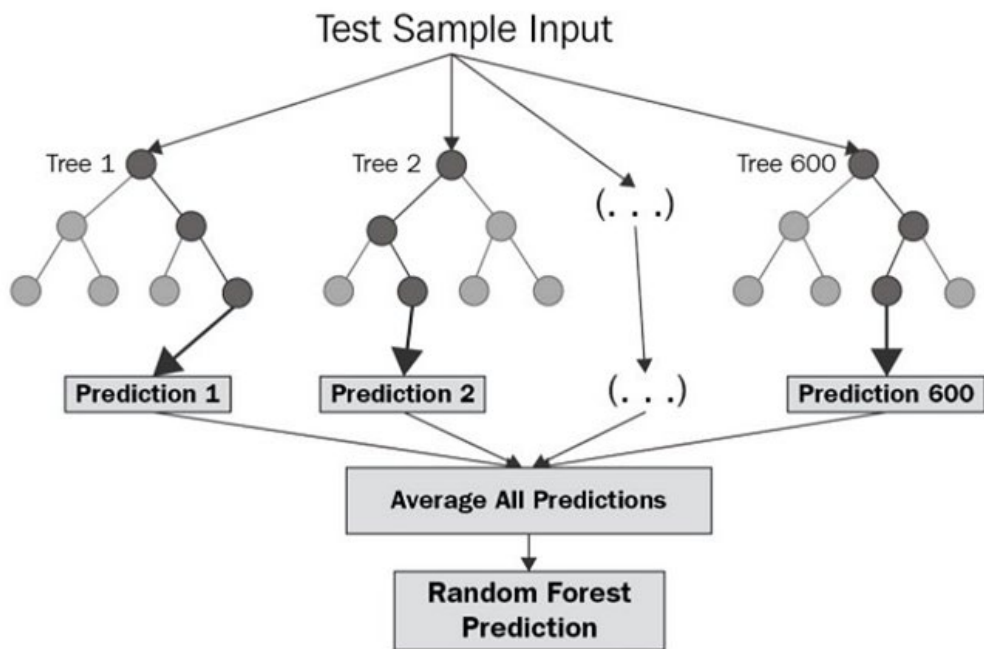 Test Sample Input
Tree 1
Tree 2
(. . .)
Tree 600
Prediction 1
Prediction 2
(. . .)
Prediction 600
Average All Predictions
Random Forest
Prediction